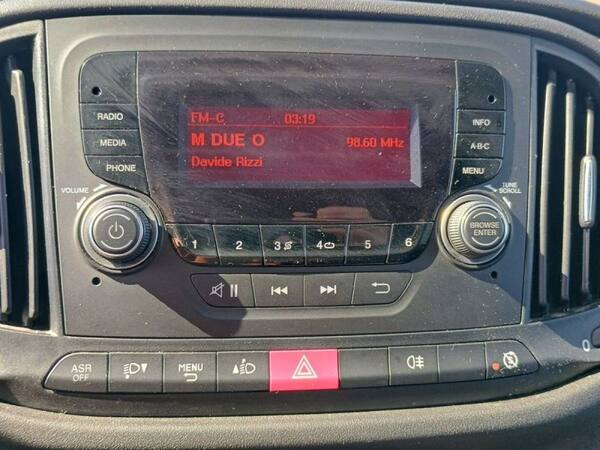 FM-C 03:19
M DUE O 98.60 MHz
Davide Rizzi
RADIO
MEDIA
PHONE
INFO
A-B-C
MENU
VOLUME
TUNE
SCROLL
BROWSE
ENTER
1 2 3 4 5 6
ASR
OFF
MENU
0